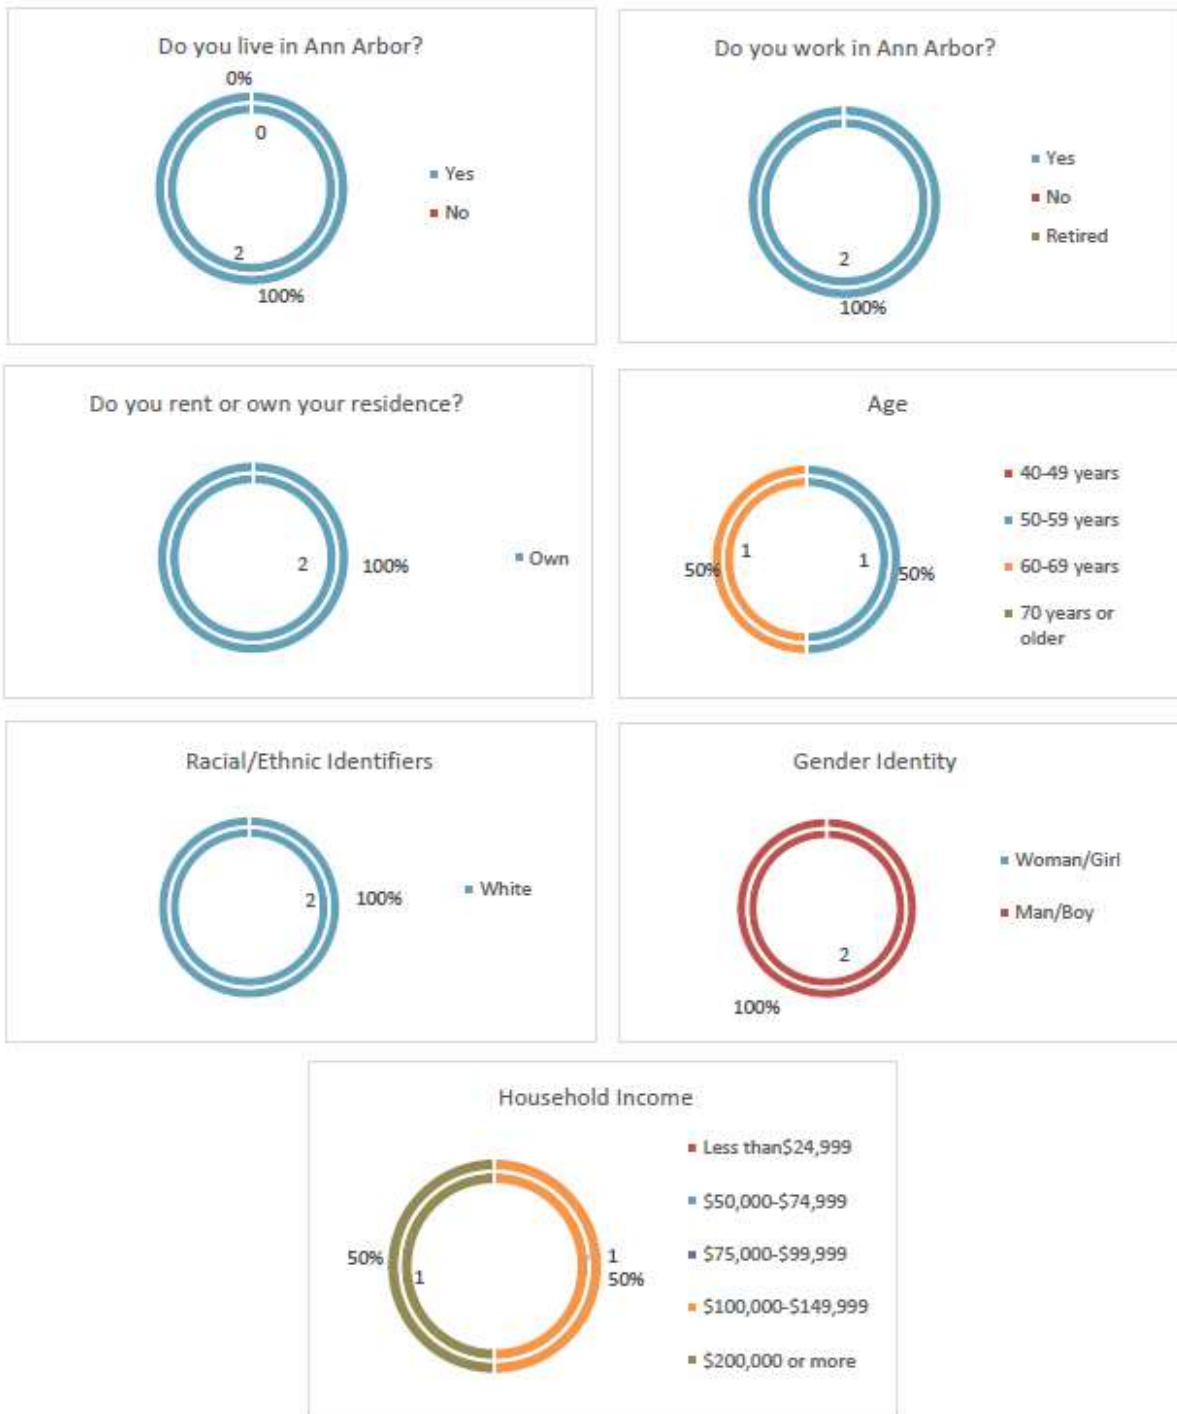 Do you live in Ann Arbor?
0%
0
2
100%
Yes
No
Do you work in Ann Arbor?
2
100%
Yes
No
Retired
Do you rent or own your residence?
2
100%
Own
Age
50%
1
1
50%
40-49 years
50-59 years
60-69 years
70 years or
older
Racial/Ethnic Identifiers
2
100%
White
Gender Identity
2
100%
Woman/Girl
Man/Boy
Household Income
50%
1
1
50%
Less than$24,999
$50,000-$74,999
$75,000-$99,999
$100,000-$149,999
$200,000 or more